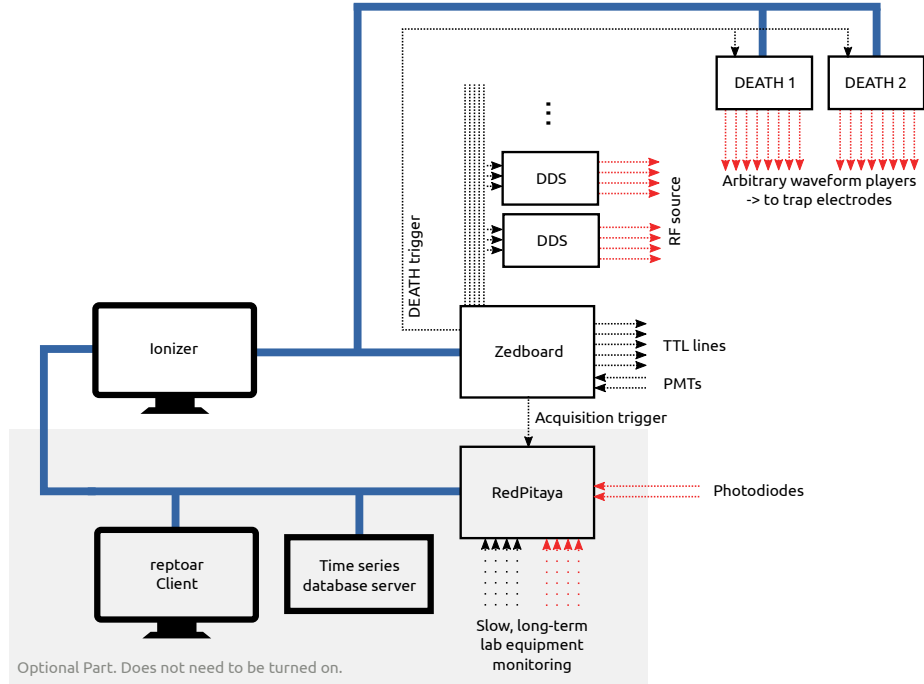 DEATH 1
DEATH 2
Arbitrary waveform players
-> to trap electrodes
...
DDS
DDS
RF source
DEATH trigger
Ionizer
Zedboard
TTL lines
PMTs
Acquisition trigger
RedPitaya
Photodiodes
reptoar
Client
Time series
database server
Slow, long-term
lab equipment
monitoring
Optional Part. Does not need to be turned on.